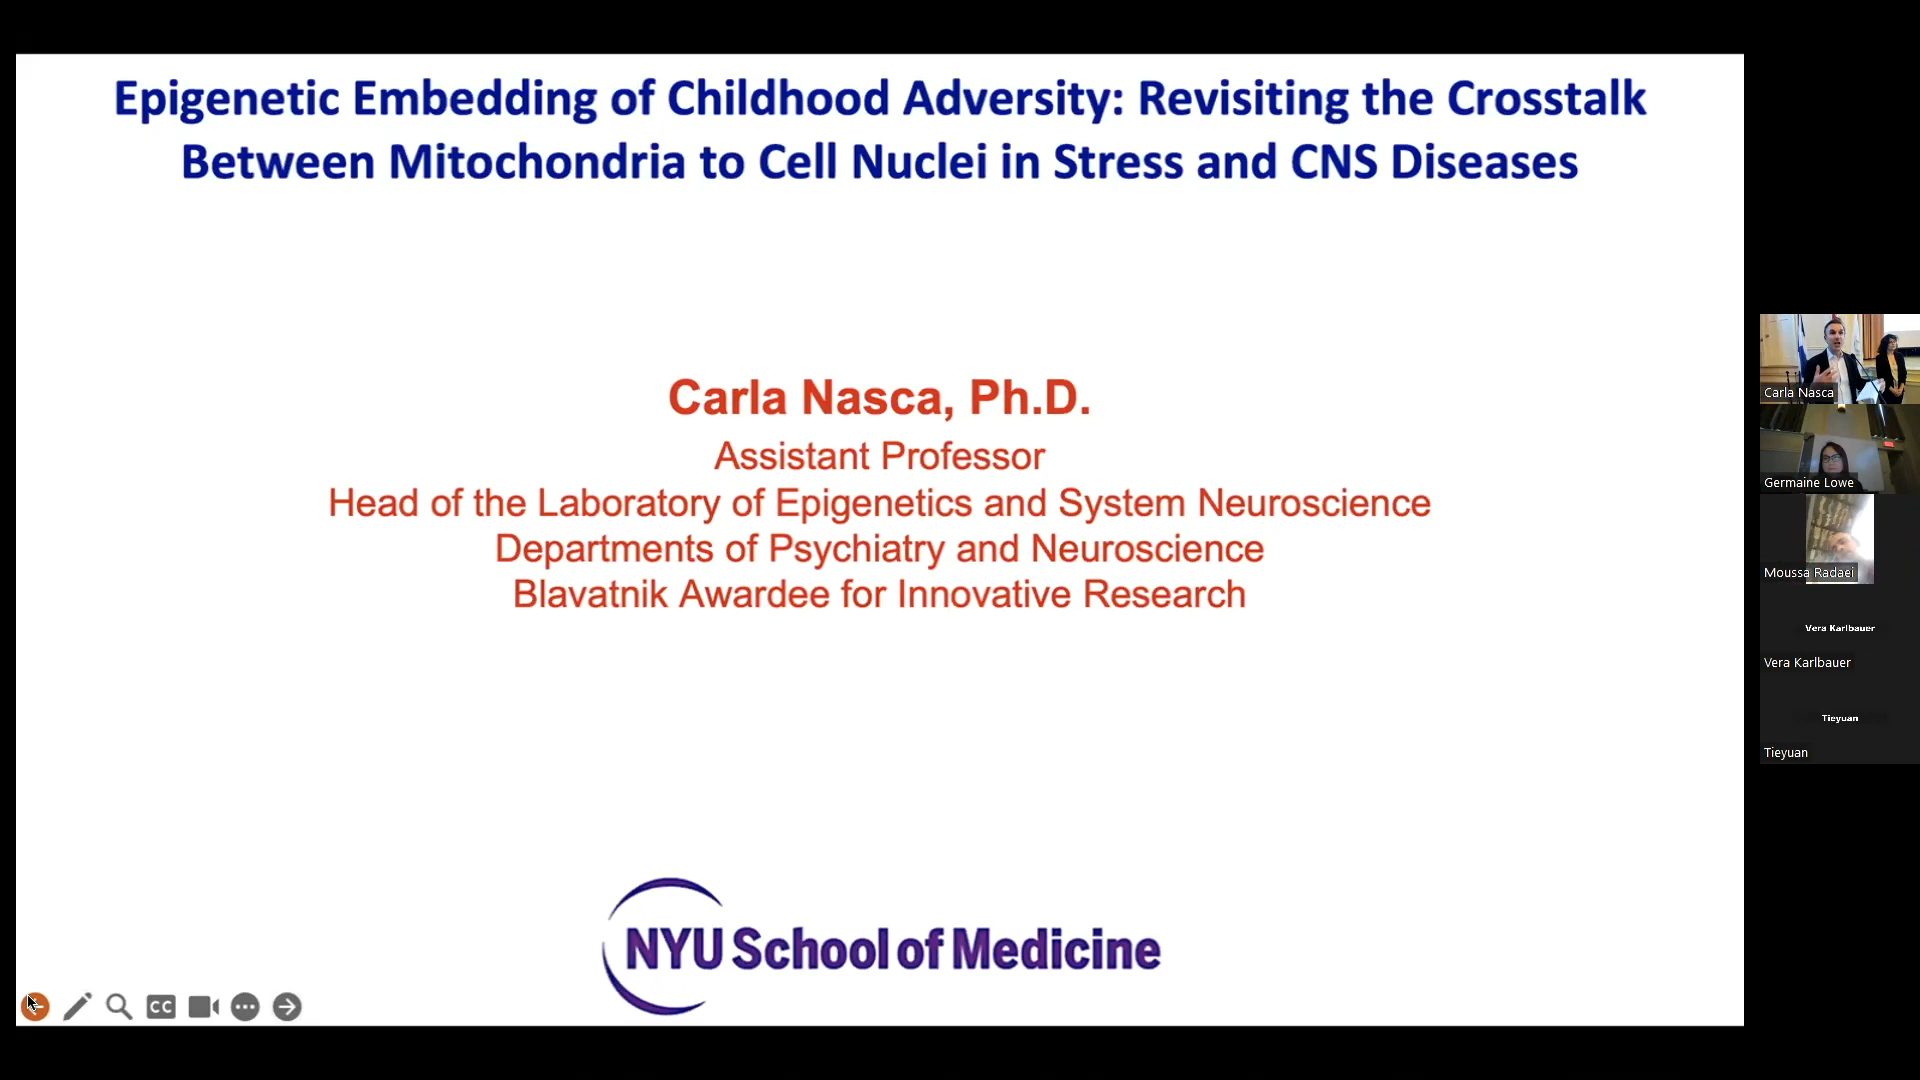 Epigenetic Embedding of Childhood Adversity: Revisiting the Crosstalk
Between Mitochondria to Cell Nuclei in Stress and CNS Diseases
Carla Nasca, Ph.D.
Assistant Professor
Head of the Laboratory of Epigenetics and System Neuroscience
Departments of Psychiatry and Neuroscience
Blavatnik Awardee for Innovative Research
NYU School of Medicine
CC
Carla Nasca
Germaine Lowe
Moussa Radaei
Vera Karlbauer
Vera Karlbauer
Tieyuan
Tieyuan